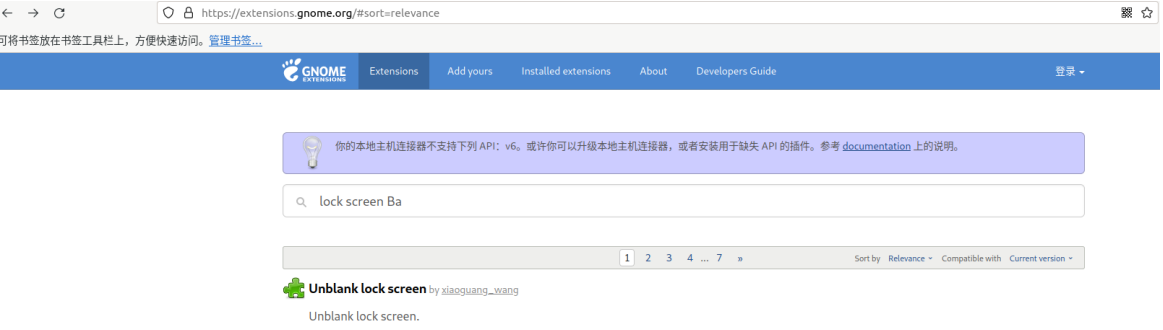 https://extensions.gnome.org/#sort=relevance
可将书签放在书签工具栏上，方便快速访问。管理书签…
GNOME EXTENSIONS Extensions Add yours Installed extensions About Developers Guide 登录
你的本地主机连接器不支持下列 API：v6。或许你可以升级本地主机连接器，或者安装用于缺失 API 的插件。参考 documentation 上的说明。
lock screen Ba
1 2 3 4 ... 7 » Sort by Relevance Compatible with Current version
Unblank lock screen by xiaoguang_wang
Unblank lock screen.